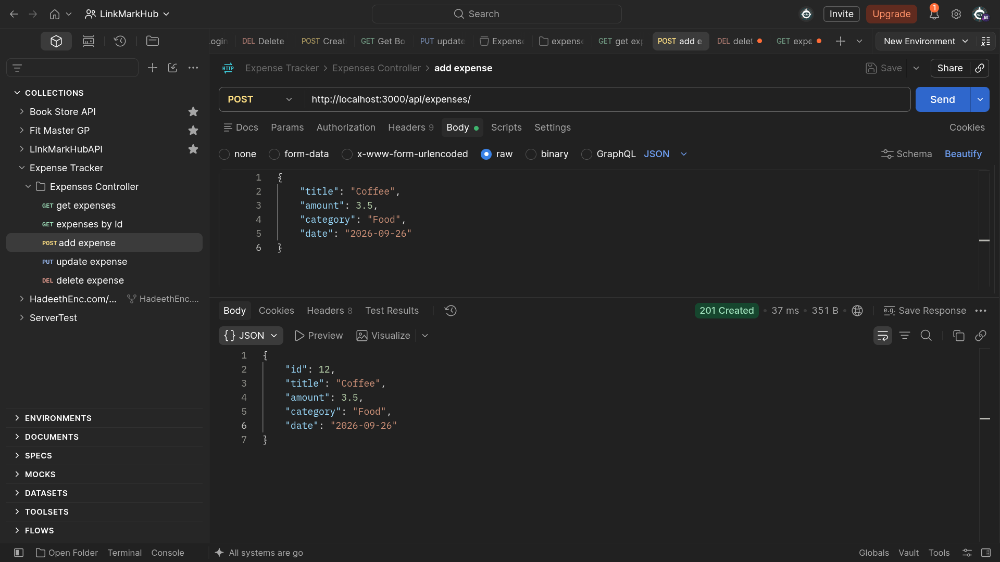 LinkMarkHub
Search
Invite
Upgrade
1
M
ogin
DEL Delete
POST Creat
GET Get Bo
PUT update
Expens
expens
GET get exp
POST add e
DEL delet
GET expe
New Environment
HTTP
Expense Tracker > Expenses Controller > add expense
Save
Share
COLLECTIONS
Book Store API
Fit Master GP
LinkMarkHubAPI
Expense Tracker
Expenses Controller
GET get expenses
GET expenses by id
POST add expense
PUT update expense
DEL delete expense
HadeethEnc.com/... HadeethEnc....
ServerTest
ENVIRONMENTS
DOCUMENTS
SPECS
MOCKS
DATASETS
TOOLSETS
FLOWS
POST http://localhost:3000/api/expenses/
Send
Docs Params Authorization Headers 9 Body Scripts Settings Cookies
none form-data x-www-form-urlencoded raw binary GraphQL JSON Schema Beautify
1 {
2 "title": "Coffee",
3 "amount": 3.5,
4 "category": "Food",
5 "date": "2026-09-26"
6 }
Body Cookies Headers 8 Test Results
201 Created • 37 ms • 351 B • e.g. Save Response
{} JSON Preview Visualize
1 {
2 "id": 12,
3 "title": "Coffee",
4 "amount": 3.5,
5 "category": "Food",
6 "date": "2026-09-26"
7 }
Open Folder Terminal Console All systems are go
Globals Vault Tools